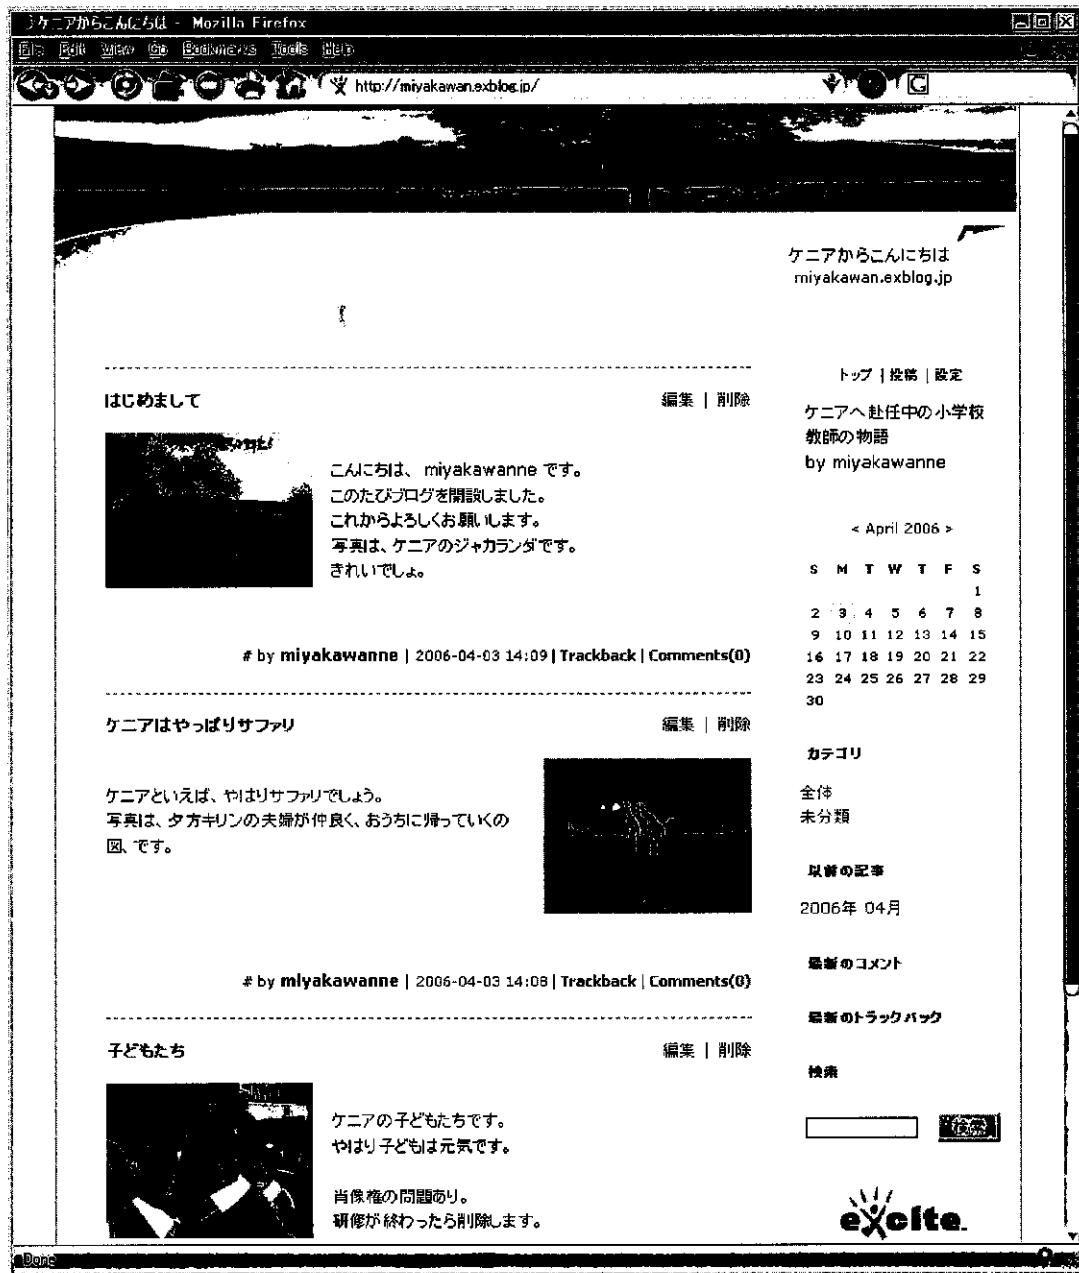 ケニアからこんにちは - Mozilla Firefox
File Edit View Go Bookmarks Tools Help
http://miyakawan.exblog.jp/
G
ケニアからこんにちは
miyakawan.exblog.jp
はじめまして
編集 | 削除
こんにちは、 miyakawanne です。
このたびブログを開設しました。
これからよろしくお願いします。
写真は、ケニアのジャカランダです。
きれいでしょ。
# by miyakawanne | 2006-04-03 14:09 | Trackback | Comments(0)
ケニアはやっぱりサファリ
編集 | 削除
ケニアといえば、やはりサファリでしょう。
写真は、夕方キリンの夫婦が仲良く、おうちに帰っていくの
図、です。
# by miyakawanne | 2006-04-03 14:08 | Trackback | Comments(0)
子どもたち
編集 | 削除
ケニアの子どもたちです。
やはり子どもは元気です。
肖像権の問題あり。
研修が終わったら削除します。
トップ | 投稿 | 設定
ケニアへ赴任中の小学校
教師の物語
by miyakawanne
< April 2006 >
S M T W T F S
1
2 3 4 5 6 7 8
9 10 11 12 13 14 15
16 17 18 19 20 21 22
23 24 25 26 27 28 29
30
カテゴリ
全体
未分類
以前の記事
2006年 04月
最新のコメント
最新のトラックバック
検索
検索
excite.
Done